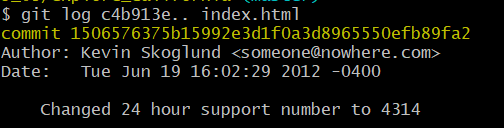 $ git log c4b913e.. index.html
commit 1506576375b15992e3d1f0a3d8965550efb89fa2
Author: Kevin Skoglund <someone@nowhere.com>
Date:   Tue Jun 19 16:02:29 2012 -0400
    Changed 24 hour support number to 4314